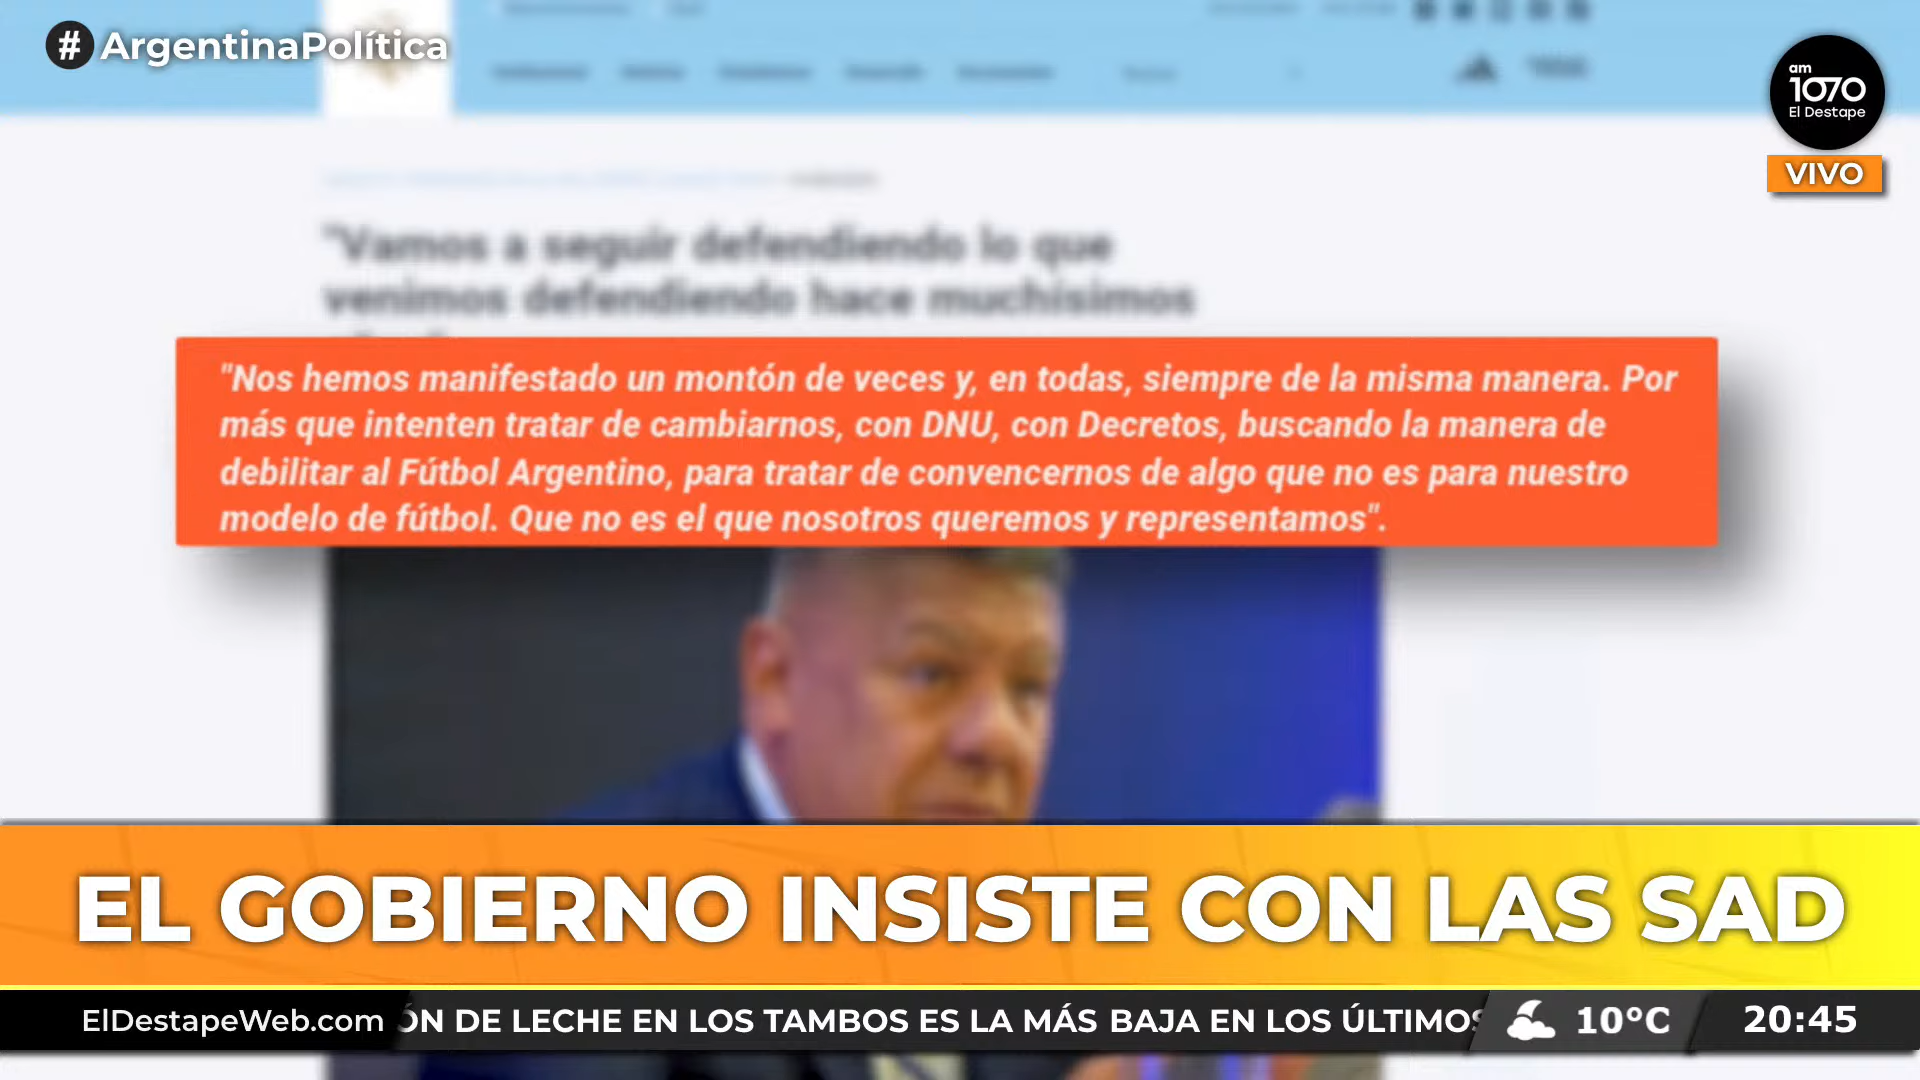 # ArgentinaPolítica
am
1070
El Destape
VIVO
"Vamos a seguir defendiendo lo que
venimos defendiendo hace muchísimos
"Nos hemos manifestado un montón de veces y, en todas, siempre de la misma manera. Por
más que intenten tratar de cambiarnos, con DNU, con Decretos, buscando la manera de
debilitar al Fútbol Argentino, para tratar de convencernos de algo que no es para nuestro
modelo de fútbol. Que no es el que nosotros queremos y representamos".
EL GOBIERNO INSISTE CON LAS SAD
ElDestapeWeb.com
ÓN DE LECHE EN LOS TAMBOS ES LA MÁS BAJA EN LOS ÚLTIMOS
10°C
20:45